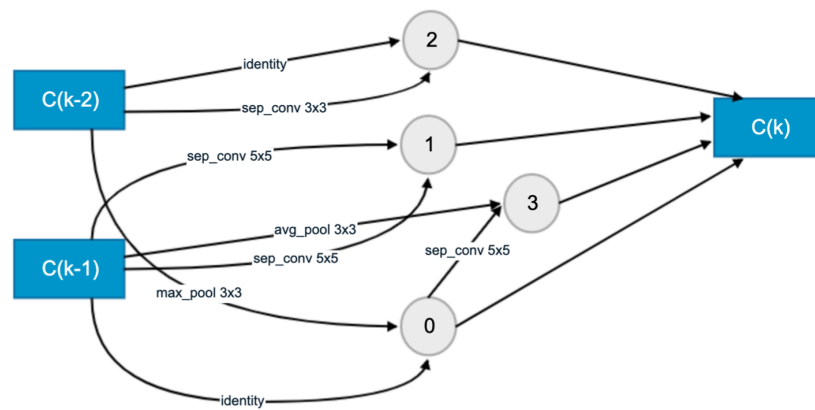 2
identity
C(k-2)
sep_conv 3x3
C(k)
1
sep_conv 5x5
3
avg_pool 3x3
sep_conv 5x5
sep_conv 5x5
C(k-1)
max_pool 3x3
0
identity